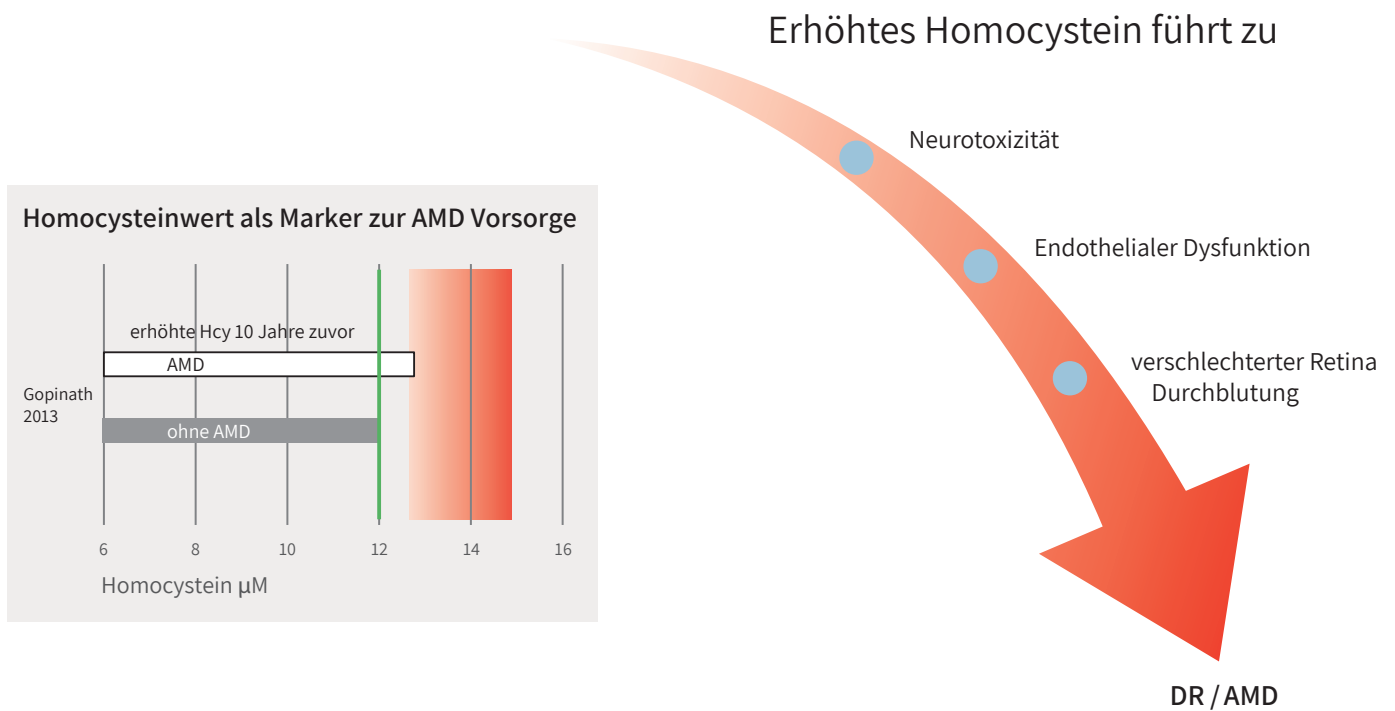 Erhöhtes Homocystein führt zu
Neurotoxizität
Endothelialer Dysfunktion
verschlechterter Retina
Durchblutung
DR / AMD
Homocysteinwert als Marker zur AMD Vorsorge
erhöhte Hcy 10 Jahre zuvor
AMD
Gopinath
2013
ohne AMD
6 8 10 12 14 16
Homocystein µM